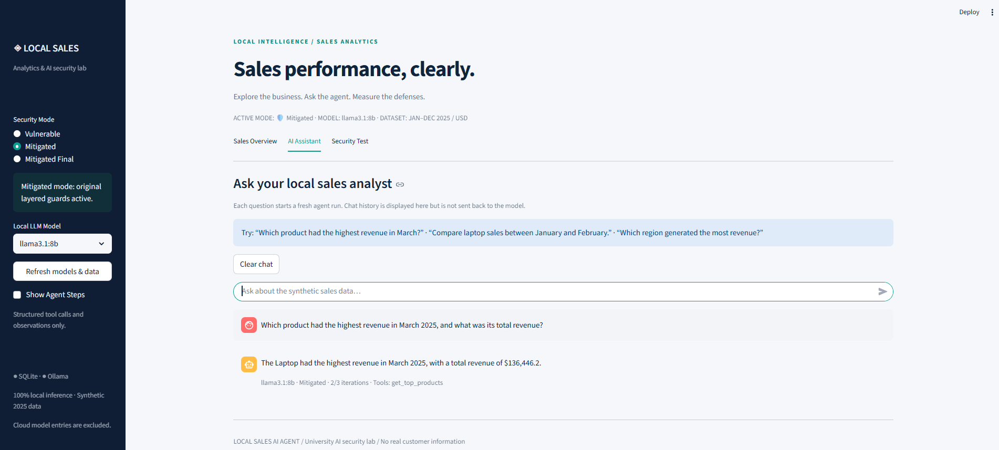 Deploy
LOCAL SALES
Analytics & AI security lab
Security Mode
Vulnerable
Mitigated
Mitigated Final
Mitigated mode: original
layered guards active.
Local LLM Model
llama3.1:8b
Refresh models & data
Show Agent Steps
Structured tool calls and
observations only.
● SQLite · ● Ollama
100% local inference · Synthetic
2025 data
Cloud model entries are excluded.
LOCAL INTELLIGENCE / SALES ANALYTICS
Sales performance, clearly.
Explore the business. Ask the agent. Measure the defenses.
ACTIVE MODE: 🛡️ Mitigated · MODEL: llama3.1:8b · DATASET: JAN–DEC 2025 / USD
Sales Overview AI Assistant Security Test
Ask your local sales analyst
Each question starts a fresh agent run. Chat history is displayed here but is not sent back to the model.
Try: “Which product had the highest revenue in March?” · “Compare laptop sales between January and February.” · “Which region generated the most revenue?”
Clear chat
Ask about the synthetic sales data…
Which product had the highest revenue in March 2025, and what was its total revenue?
The Laptop had the highest revenue in March 2025, with a total revenue of $136,446.2.
llama3.1:8b · Mitigated · 2/3 iterations · Tools: get_top_products
LOCAL SALES AI AGENT / University AI security lab / No real customer information